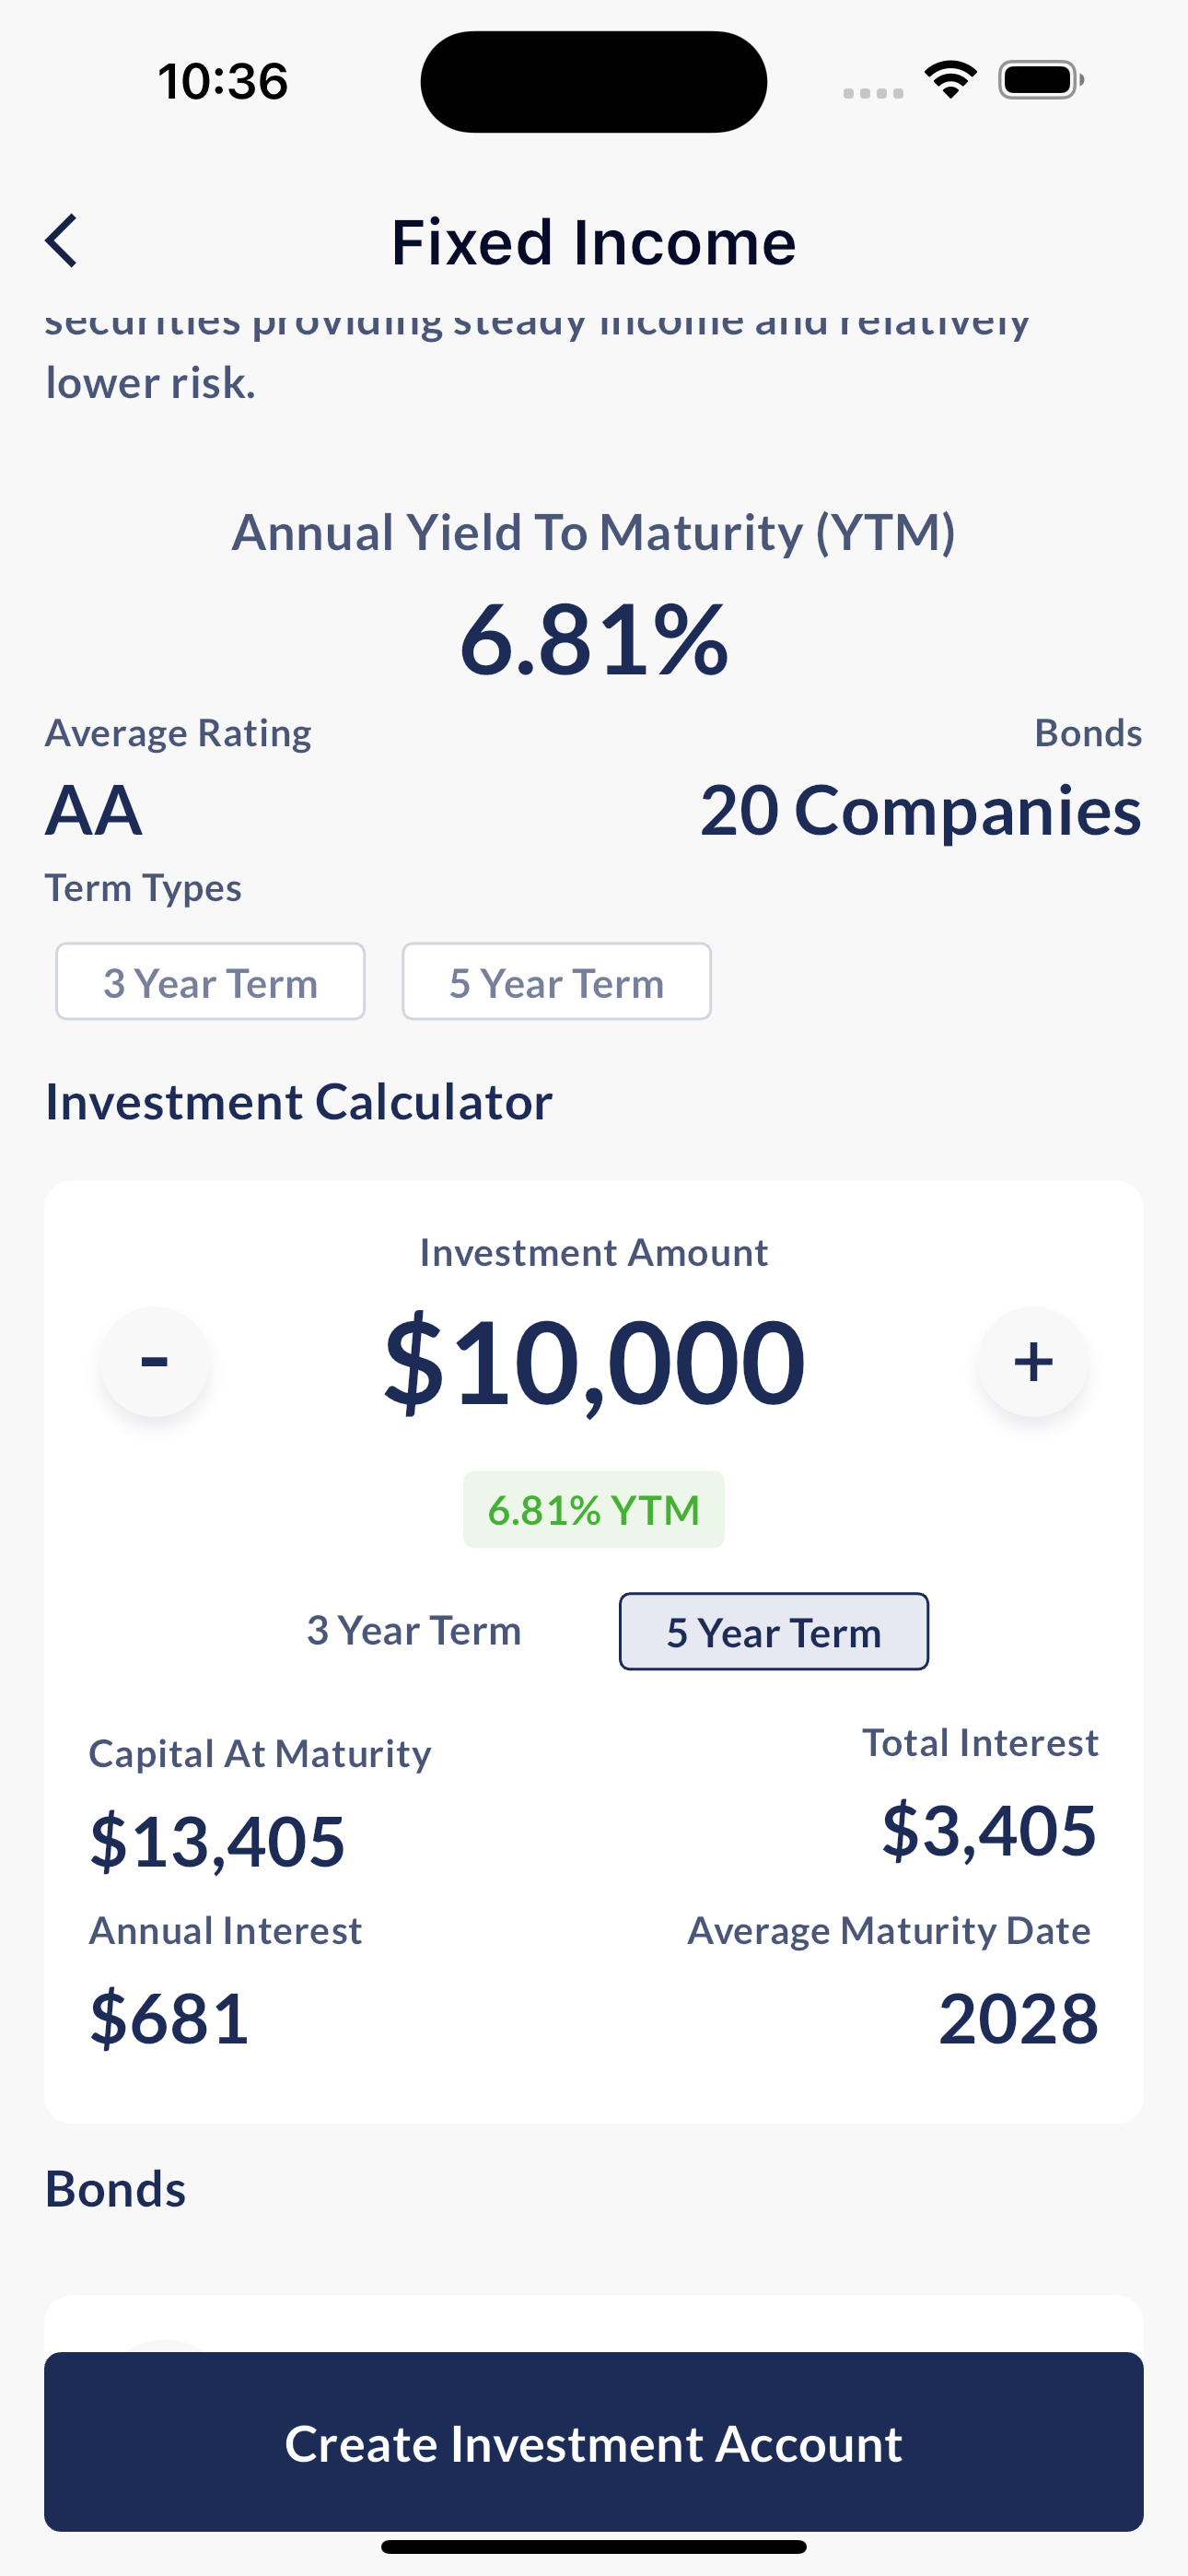 10:36
Fixed Income
securities providing steady income and relatively
lower risk.
Annual Yield To Maturity (YTM)
6.81%
Average Rating
Bonds
AA
20 Companies
Term Types
3 Year Term
5 Year Term
Investment Calculator
Investment Amount
-
$10,000
+
6.81% YTM
3 Year Term
5 Year Term
Capital At Maturity
Total Interest
$13,405
$3,405
Annual Interest
Average Maturity Date
$681
2028
Bonds
Create Investment Account